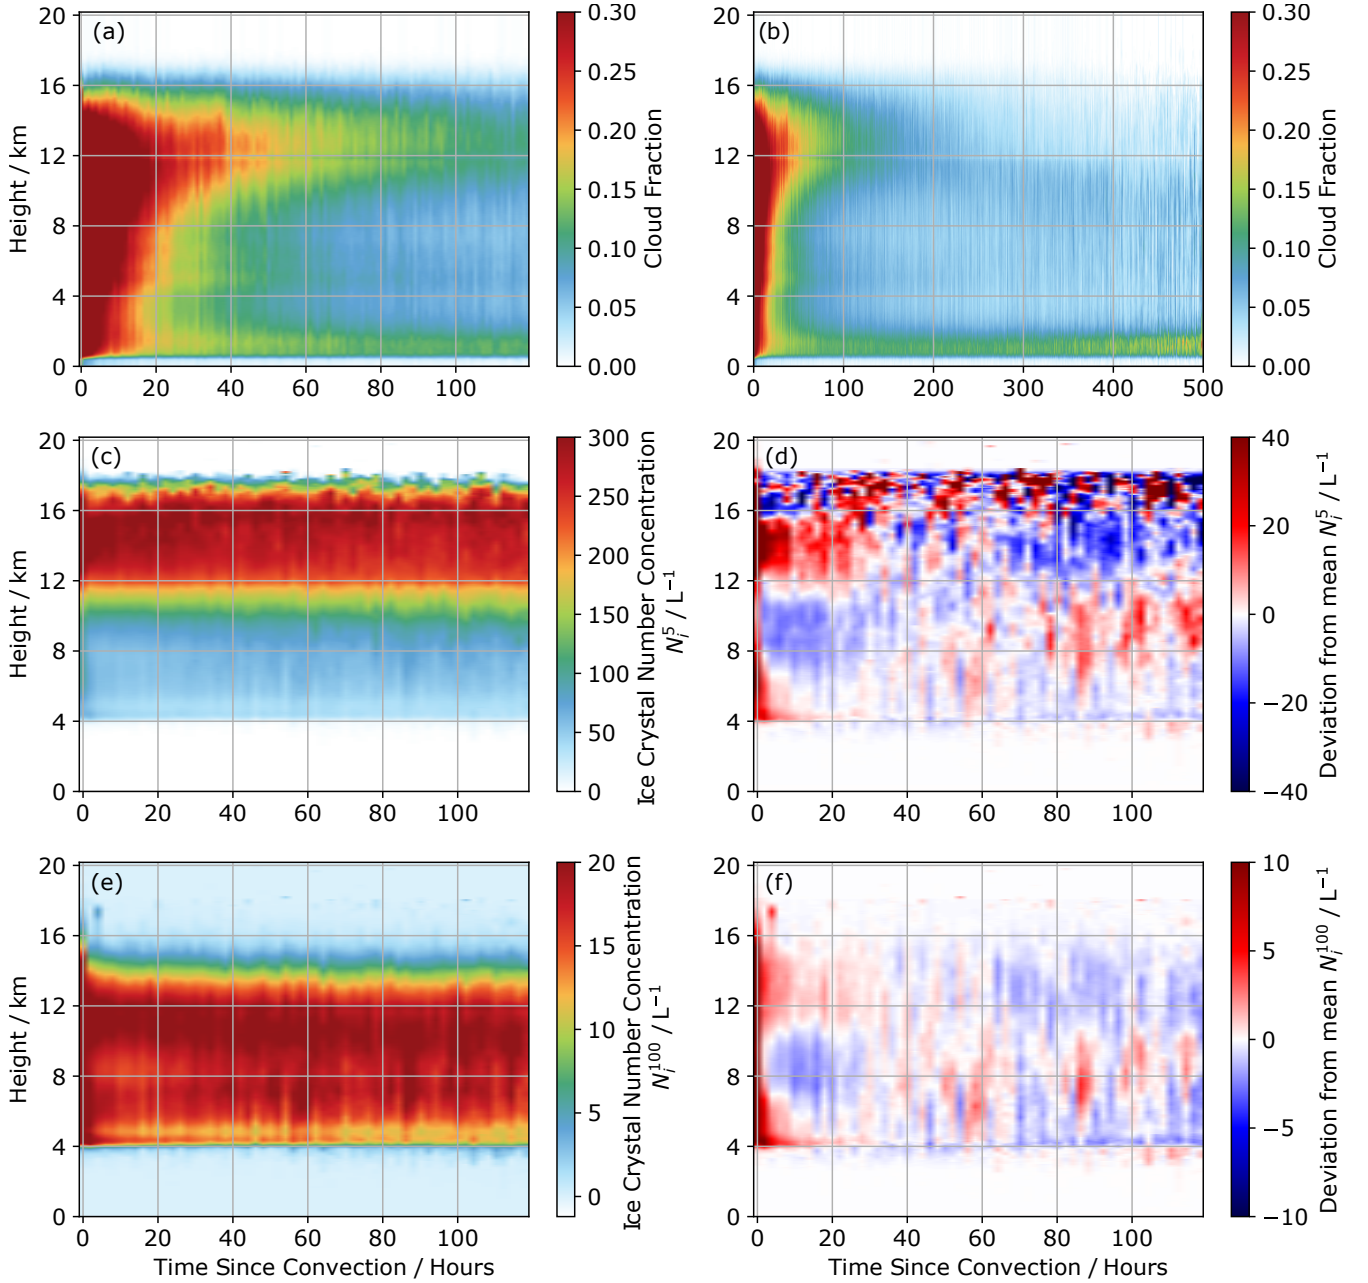 (a)
20
16
12
8
4
0
Height / km
0 20 40 60 80 100
0.30
0.25
0.20
0.15
0.10
0.05
0.00
Cloud Fraction
(b)
20
16
12
8
4
0
0 100 200 300 400 500
0.30
0.25
0.20
0.15
0.10
0.05
0.00
Cloud Fraction
(c)
20
16
12
8
4
0
Height / km
0 20 40 60 80 100
300
250
200
150
100
50
0
Ice Crystal Number Concentration
N_i^5 / L^{−1}
(d)
20
16
12
8
4
0
0 20 40 60 80 100
40
20
0
−20
−40
Deviation from mean N_i^5 / L^{−1}
(e)
20
16
12
8
4
0
Height / km
0 20 40 60 80 100
Time Since Convection / Hours
20
15
10
5
0
Ice Crystal Number Concentration
N_i^{100} / L^{−1}
(f)
20
16
12
8
4
0
0 20 40 60 80 100
Time Since Convection / Hours
10
5
0
−5
−10
Deviation from mean N_i^{100} / L^{−1}